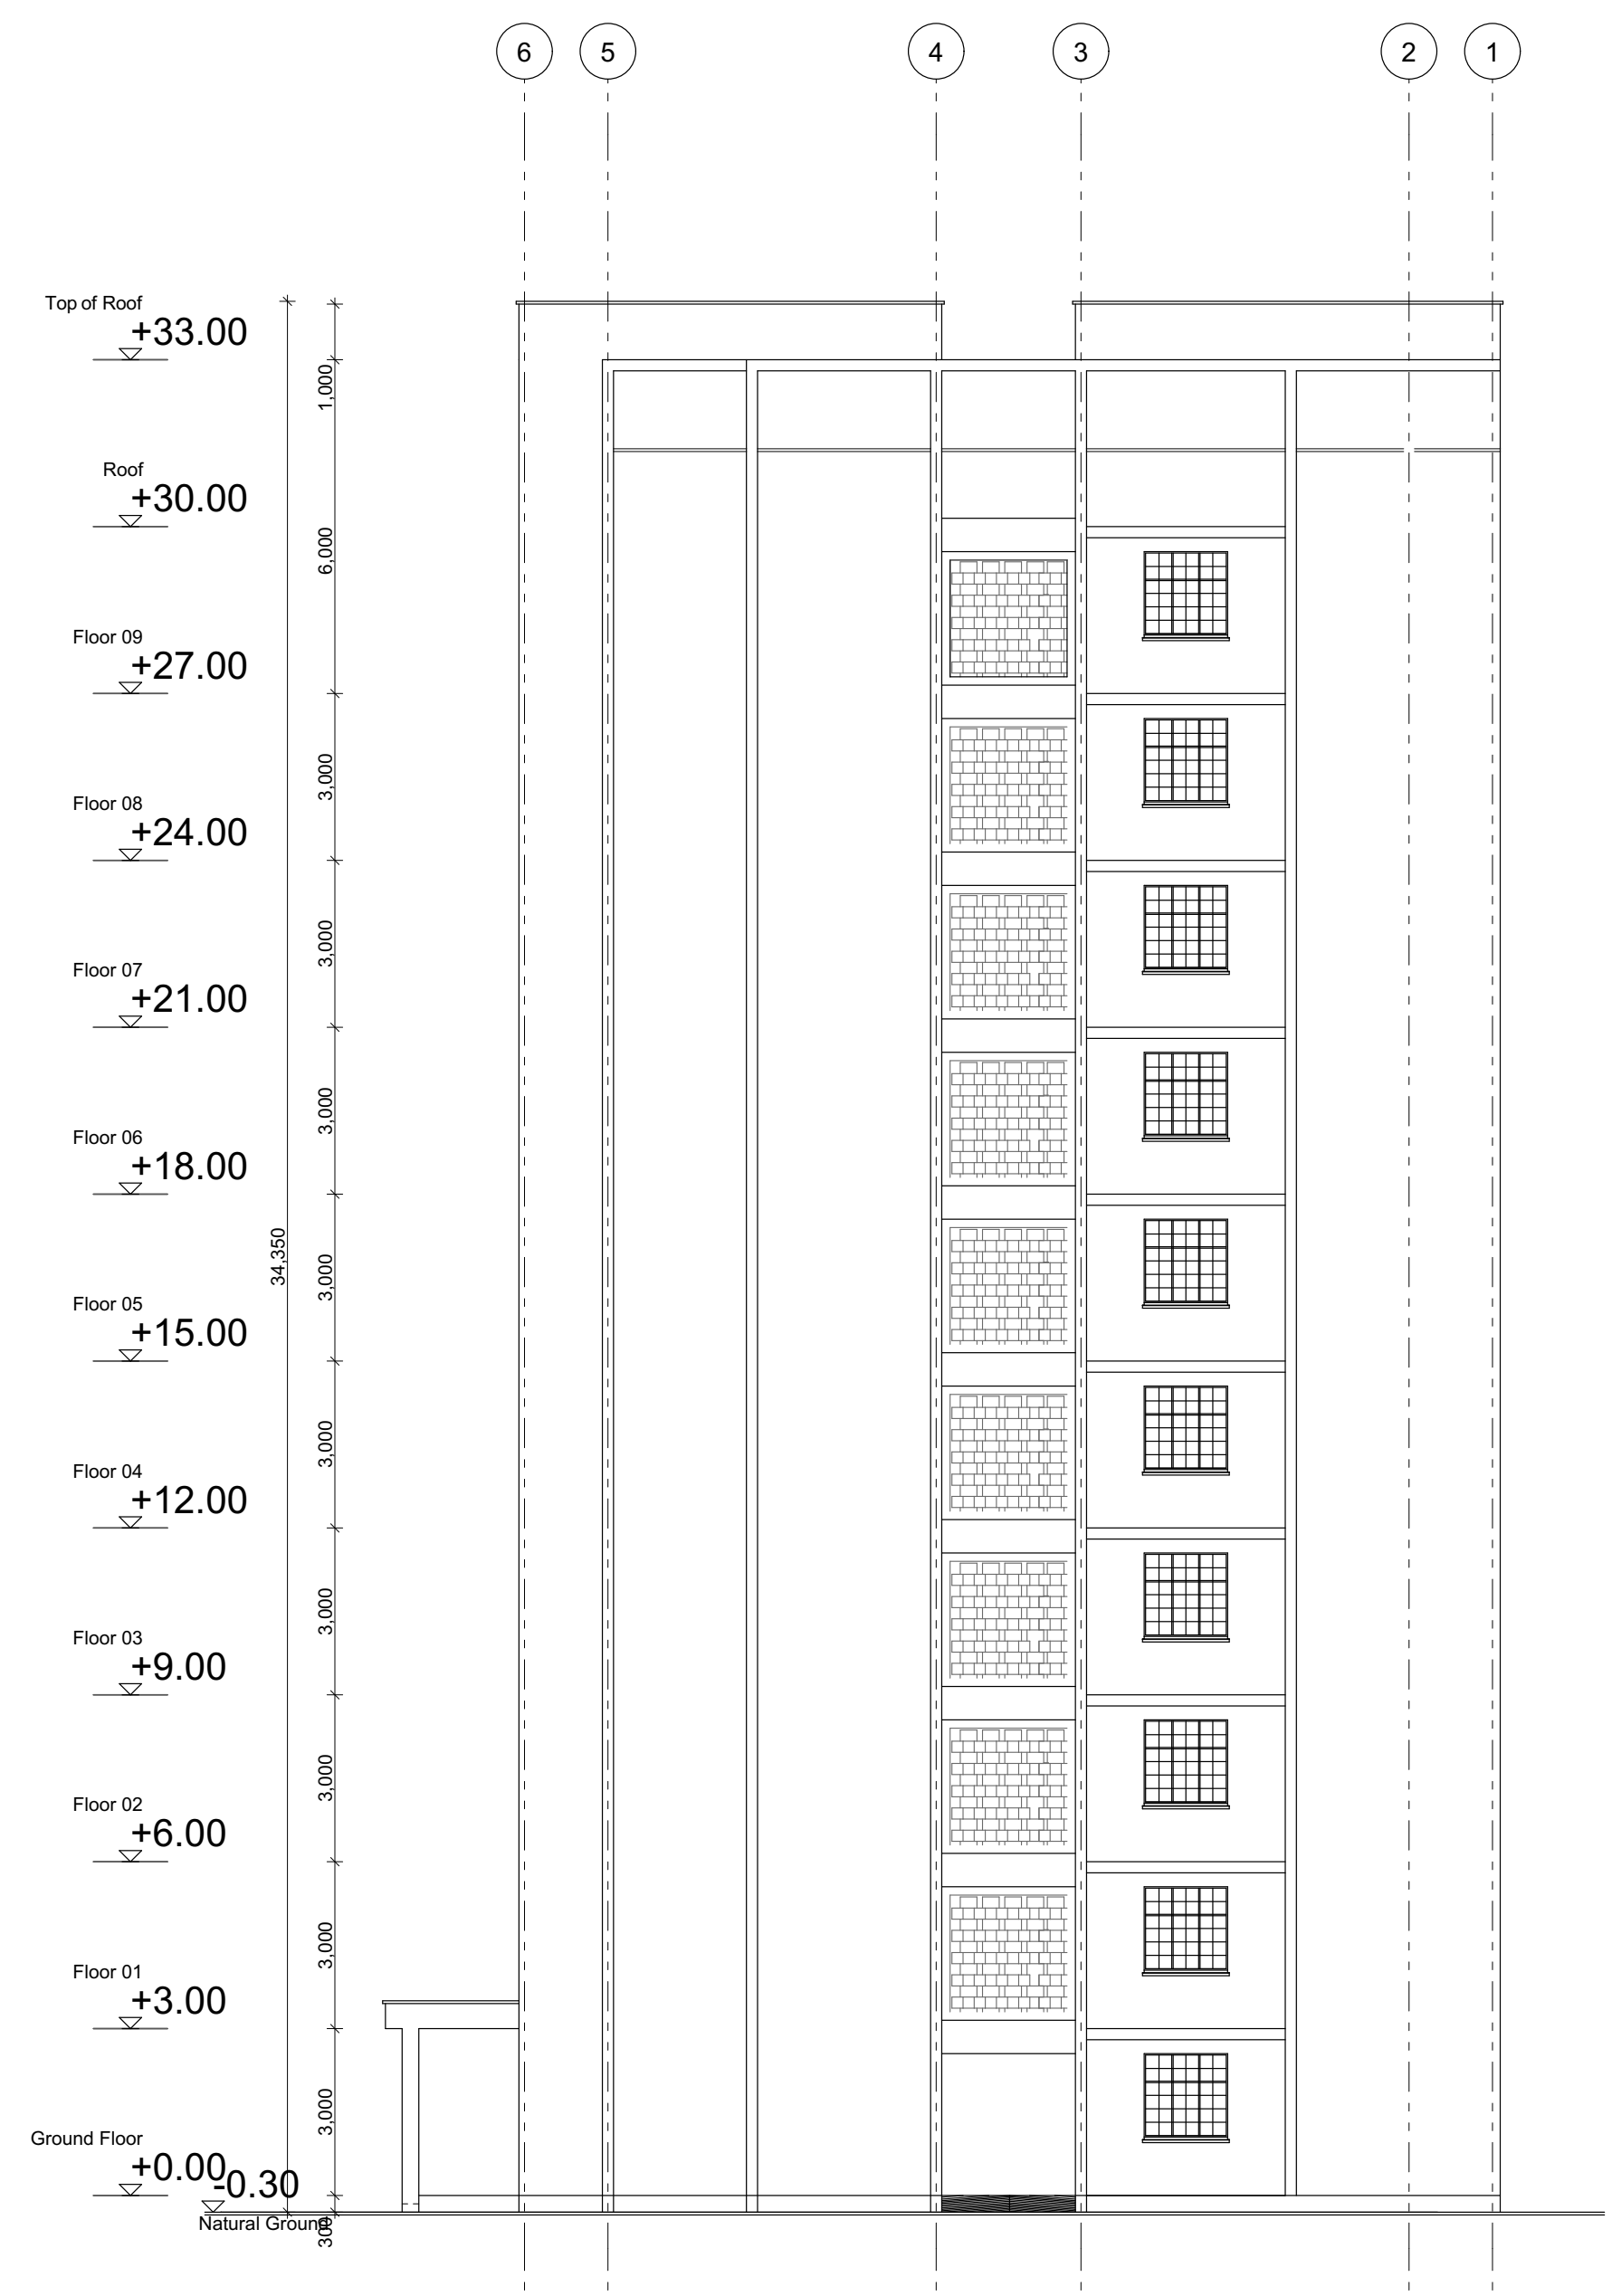 6 5 4 3 2 1
Top of Roof
+33.00
1,000
Roof
+30.00
6,000
Floor 09
+27.00
3,000
Floor 08
+24.00
3,000
Floor 07
+21.00
3,000
Floor 06
+18.00
3,000
34,350
Floor 05
+15.00
3,000
Floor 04
+12.00
3,000
Floor 03
+9.00
3,000
Floor 02
+6.00
3,000
Floor 01
+3.00
3,000
Ground Floor
+0.00
-0.30
Natural Ground
300